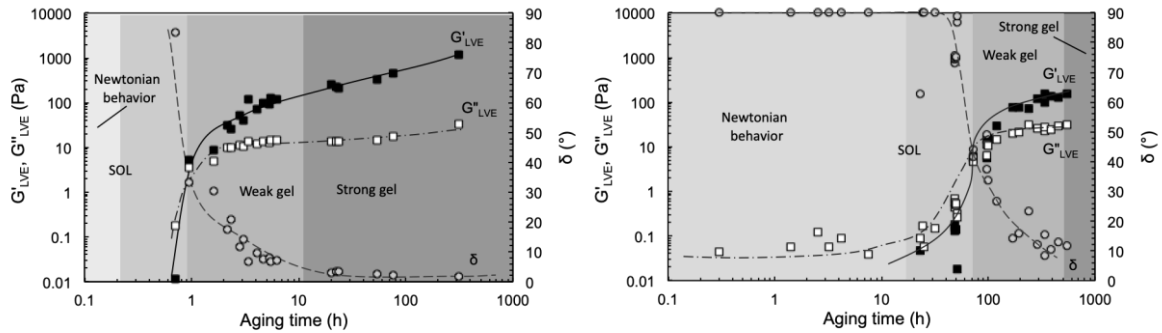 10000
1000
100
10
1
0.1
0.01
G'LVE, G''LVE (Pa)
90
80
70
60
50
40
30
20
10
0
δ (°)
0.1 1 10 100 1000
Aging time (h)
Newtonian
behavior
SOL
Weak gel
Strong gel
G'LVE
G''LVE
δ
10000
1000
100
10
1
0.1
0.01
G'LVE, G''LVE (Pa)
90
80
70
60
50
40
30
20
10
0
δ (°)
0.1 1 10 100 1000
Aging time (h)
Newtonian
behavior
SOL
Strong gel
Weak gel
G'LVE
G''LVE
δ